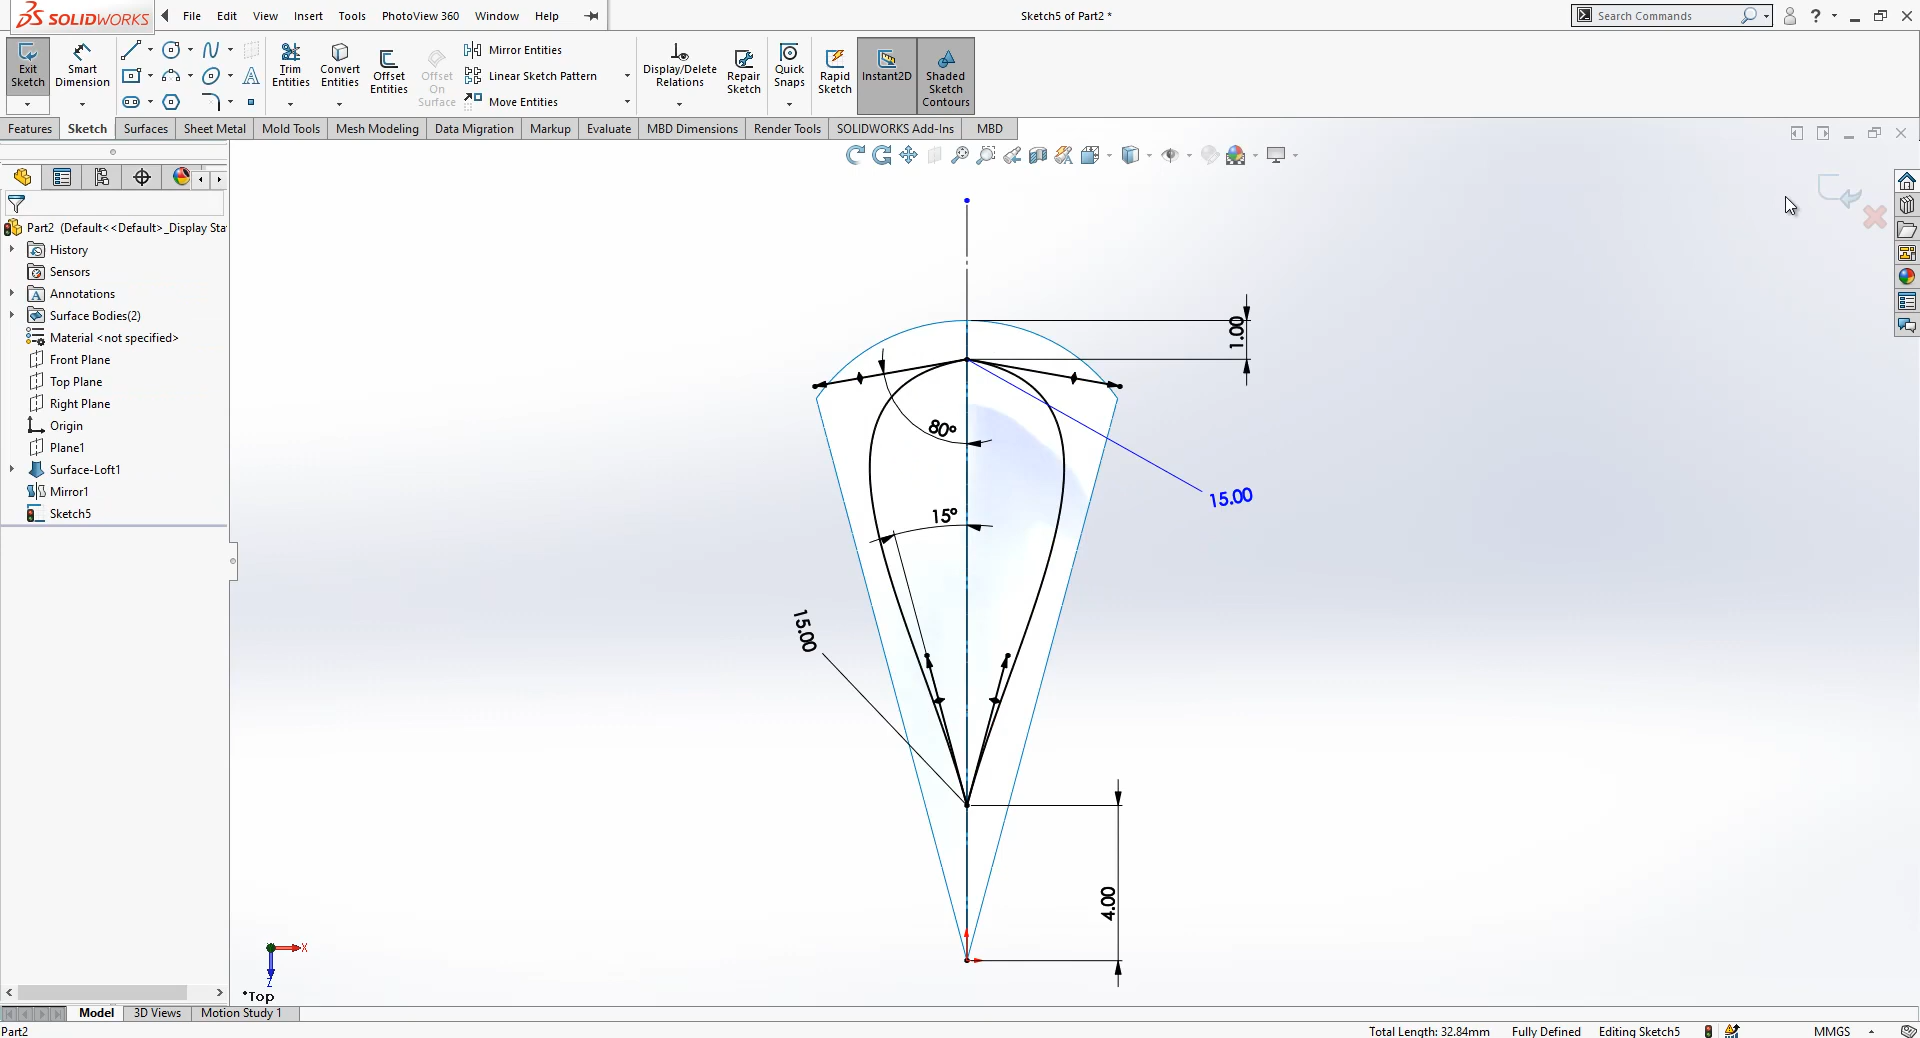 SOLIDWORKS
File Edit View Insert Tools PhotoView 360 Window Help
Sketch5 of Part2 *
Search Commands
?
Exit Sketch
Smart Dimension
Trim Entities
Convert Entities
Offset Entities
Offset On Surface
Mirror Entities
Linear Sketch Pattern
Move Entities
Display/Delete Relations
Repair Sketch
Quick Snaps
Rapid Sketch
Instant2D
Shaded Sketch Contours
Features Sketch Surfaces Sheet Metal Mold Tools Mesh Modeling Data Migration Markup Evaluate MBD Dimensions Render Tools SOLIDWORKS Add-Ins MBD
Part2 (Default<<Default>_Display Sta
History
Sensors
Annotations
Surface Bodies(2)
Material <not specified>
Front Plane
Top Plane
Right Plane
Origin
Plane1
Surface-Loft1
Mirror1
Sketch5
1.00
80°
15.00
15°
15.00
4.00
X
Z
*Top
Model 3D Views Motion Study 1
Part2
Total Length: 32.84mm Fully Defined Editing Sketch5 MMGS